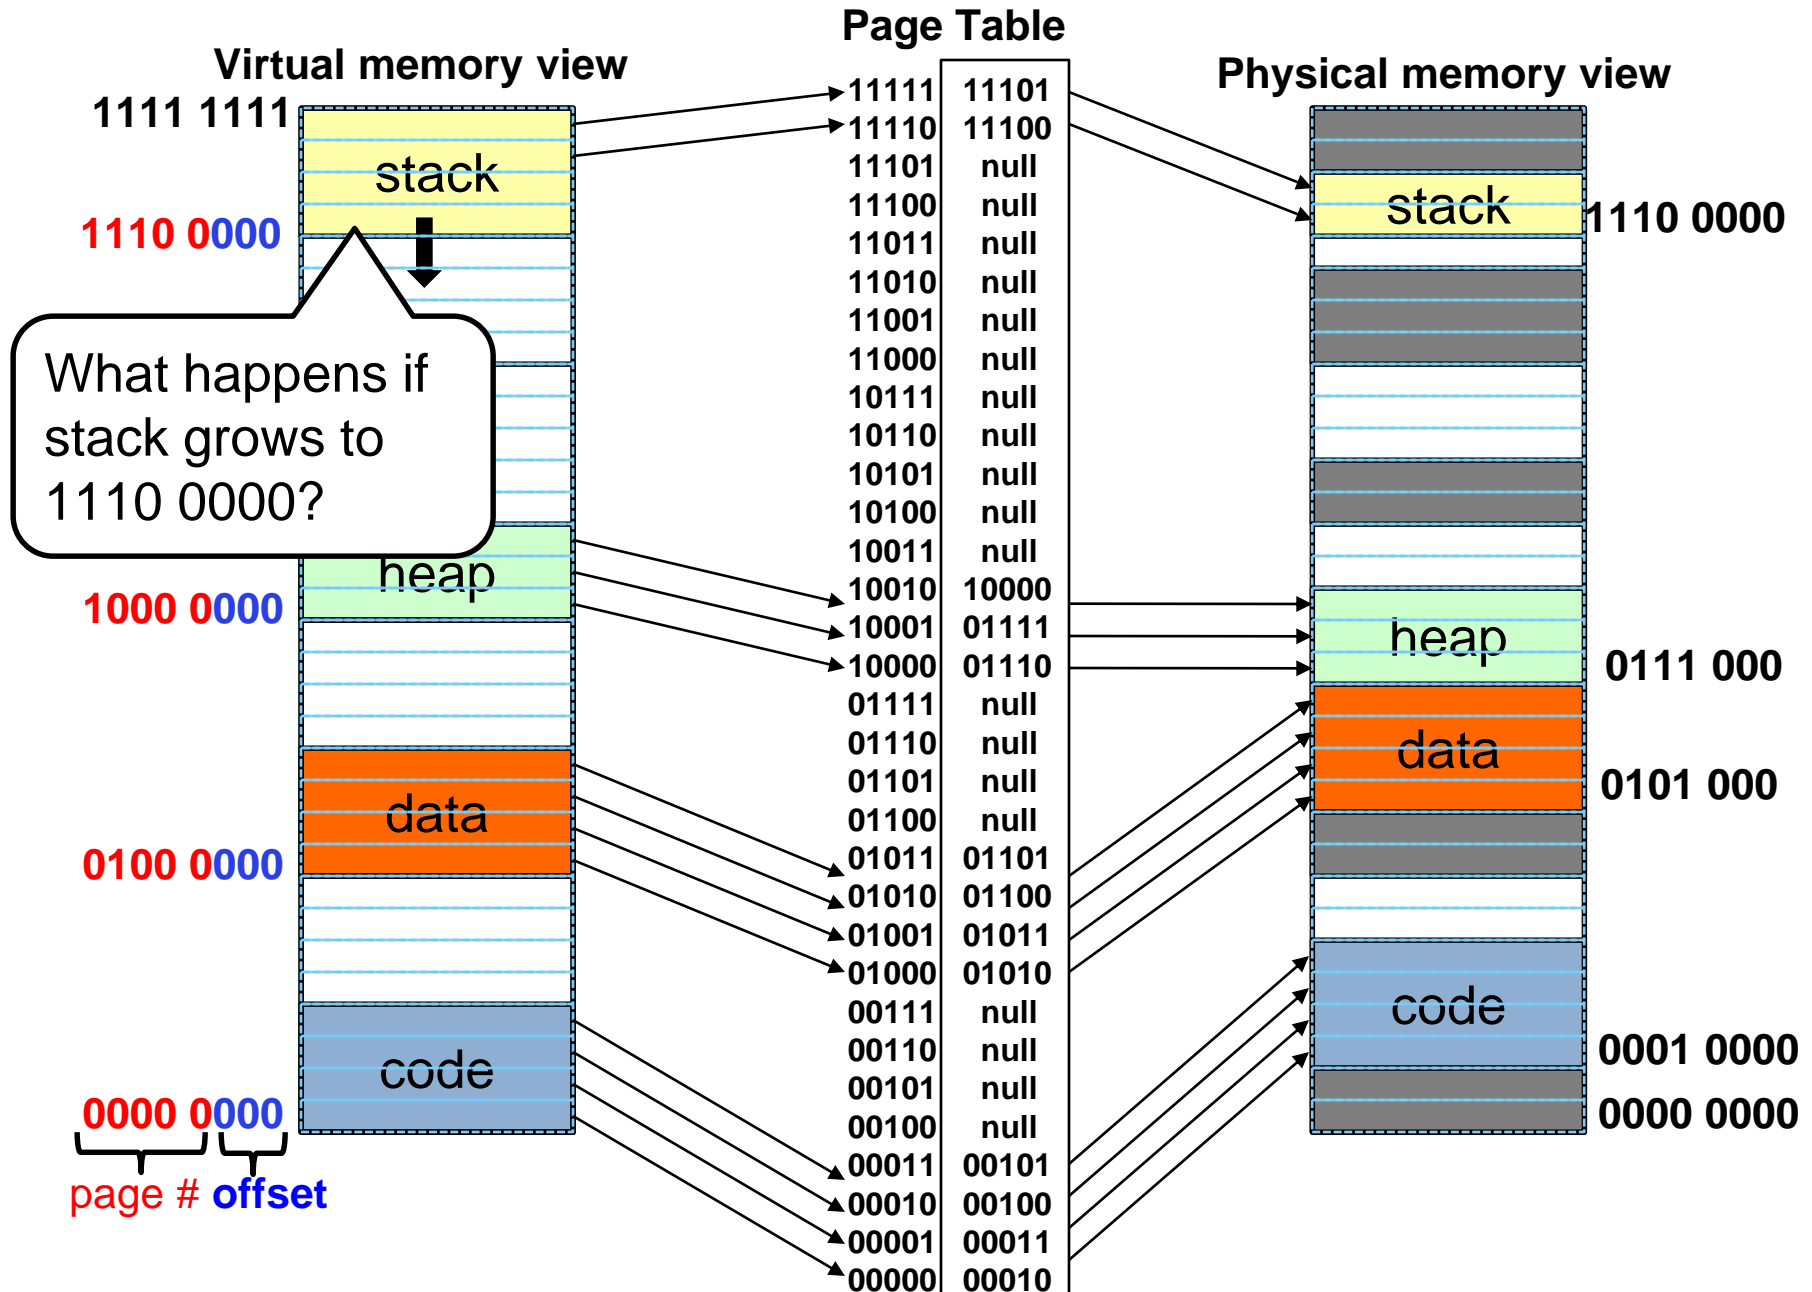 Page Table
Virtual memory view
Physical memory view
1111 1111
stack
1110 0000
What happens if
stack grows to
1110 0000?
heap
1000 0000
data
0100 0000
code
0000 0000
page # offset
11111 11101
11110 11100
11101 null
11100 null
11011 null
11010 null
11001 null
11000 null
10111 null
10110 null
10101 null
10100 null
10011 null
10010 10000
10001 01111
10000 01110
01111 null
01110 null
01101 null
01100 null
01011 01101
01010 01100
01001 01011
01000 01010
00111 null
00110 null
00101 null
00100 null
00011 00101
00010 00100
00001 00011
00000 00010
stack
1110 0000
heap
0111 000
data
0101 000
code
0001 0000
0000 0000